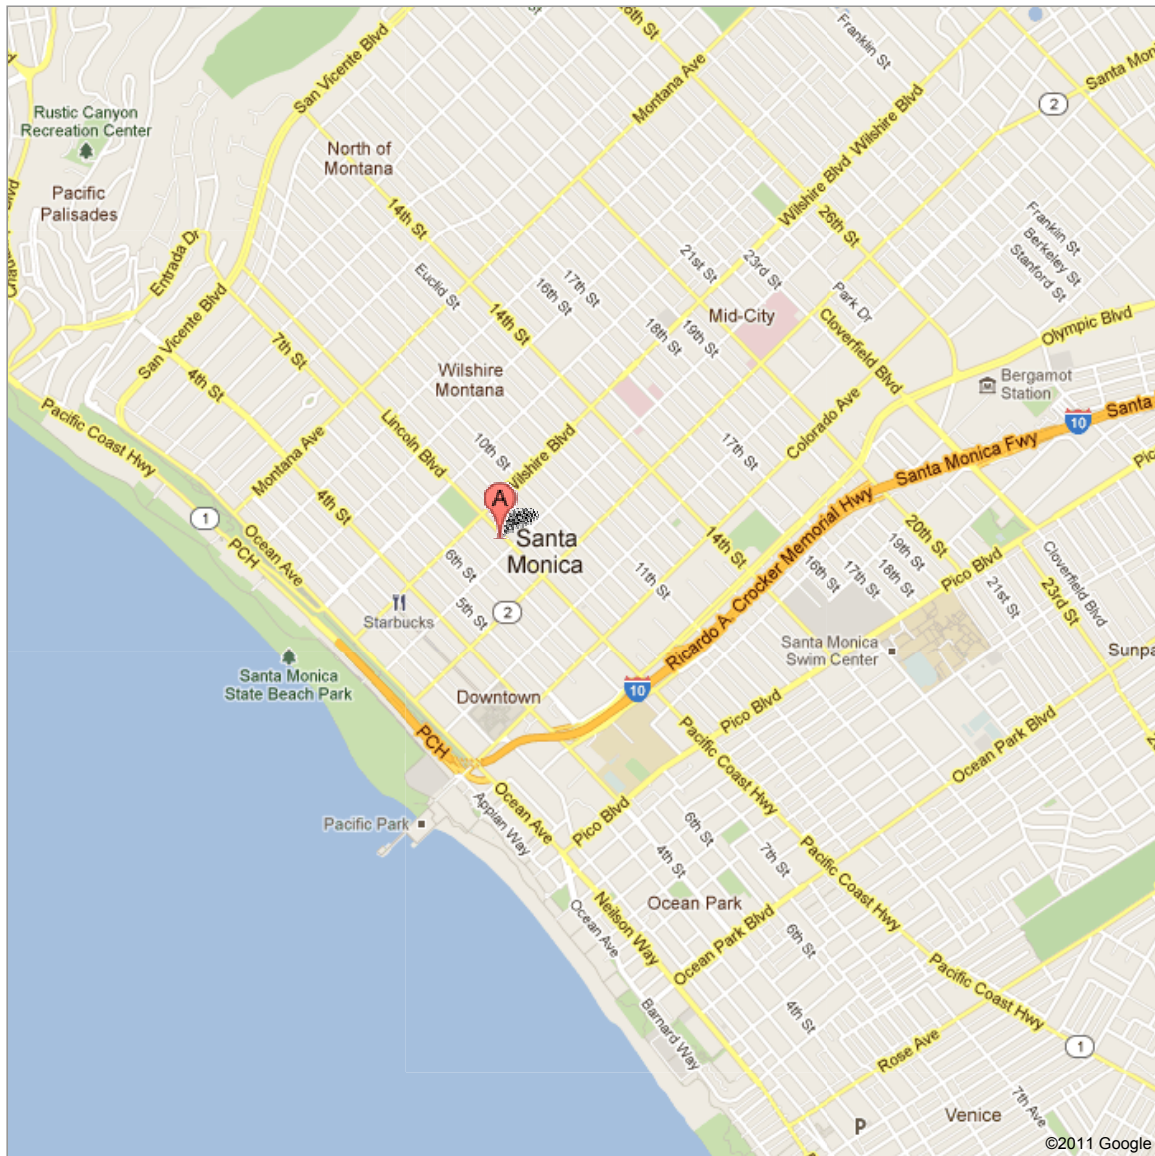 San Vicente Blvd
6th St
Franklin St
Montana Ave
Santa Mon
2
Wilshire Blvd
Wilshire Blvd
Rustic Canyon
Recreation Center
North of
Montana
Pacific
Palisades
14th St
26th St
Franklin St
Berkeley St
Stanford St
Entrada Dr
Euclid St
17th St
16th St
21st St
23rd St
Park Dr
San Vicente Blvd
14th St
Mid-City
19th St
18th St
Cloverfield Blvd
Olympic Blvd
7th St
4th St
Wilshire
Montana
Bergamot
Station
Pacific Coast Hwy
Lincoln Blvd
Colorado Ave
Santa
10
Montana Ave
10th St
Wilshire Blvd
17th St
Santa Monica Fwy
Pic
4th St
A
1
PCH
Ocean Ave
Santa
Monica
6th St
5th St
11th St
14th St
20th St
19th St
18th St
17th St
16th St
Pico Blvd
Cloverfield Blvd
21st St
23rd St
Starbucks
2
Ricardo A. Crocker Memorial Hwy
Santa Monica
Swim Center
Sunpa
Santa Monica
State Beach Park
10
Downtown
PCH
Pico Blvd
Pacific Coast Hwy
Ocean Park Blvd
2
Pacific Park
Appian Way
Ocean Ave
Pico Blvd
6th St
4th St
7th St
Pacific Coast Hwy
Ocean Park
Neilson Way
Ocean Ave
Ocean Park Blvd
6th St
Pacific Coast Hwy
Barnard Way
4th St
Rose Ave
1
7th Ave
Venice
P
©2011 Google